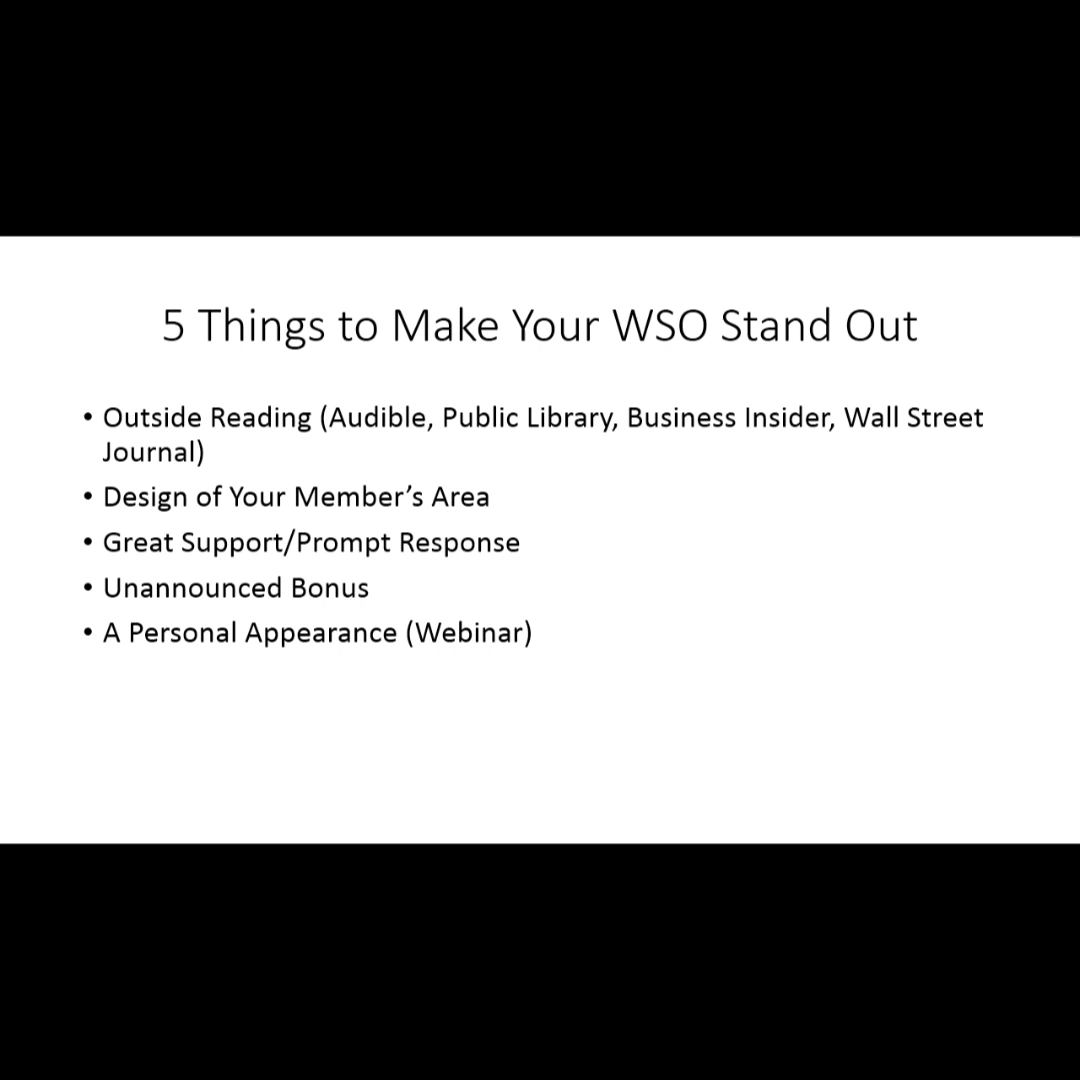 5 Things to Make Your WSO Stand Out
• Outside Reading (Audible, Public Library, Business Insider, Wall Street
Journal)
• Design of Your Member’s Area
• Great Support/Prompt Response
• Unannounced Bonus
• A Personal Appearance (Webinar)